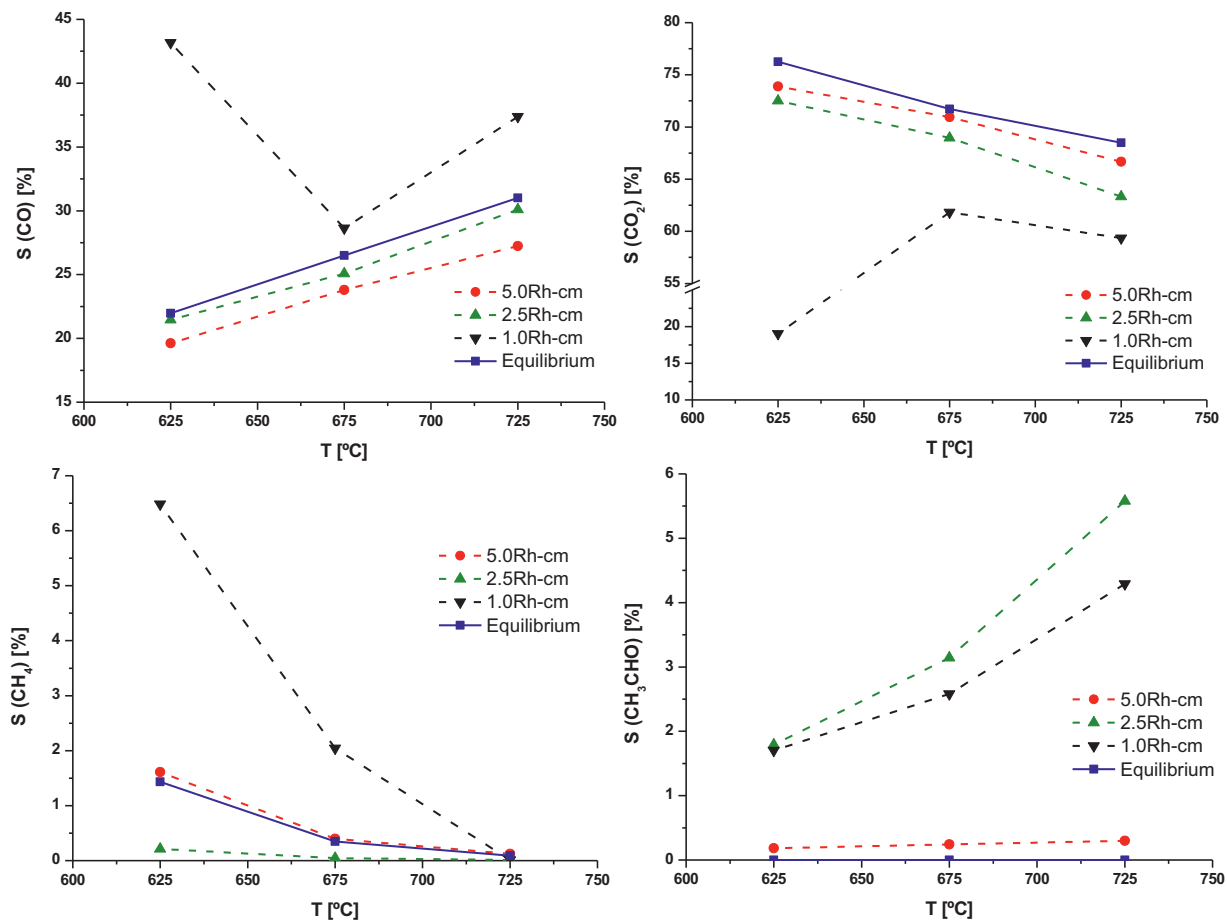 45
40
35
30
25
20
15
S (CO) [%]
5.0Rh-cm
2.5Rh-cm
1.0Rh-cm
Equilibrium
600 650 700 750
T [ºC]
80
75
70
65
60
55
20
15
10
S (CO₂) [%]
5.0Rh-cm
2.5Rh-cm
1.0Rh-cm
Equilibrium
600 650 700 750
T [ºC]
7
6
5
4
3
2
1
0
S (CH₄) [%]
5.0Rh-cm
2.5Rh-cm
1.0Rh-cm
Equilibrium
600 625 650 675 700 725 750
T [ºC]
6
5
4
3
2
1
0
S (CH₃CHO) [%]
5.0Rh-cm
2.5Rh-cm
1.0Rh-cm
Equilibrium
600 625 650 675 700 725 750
T [ºC]